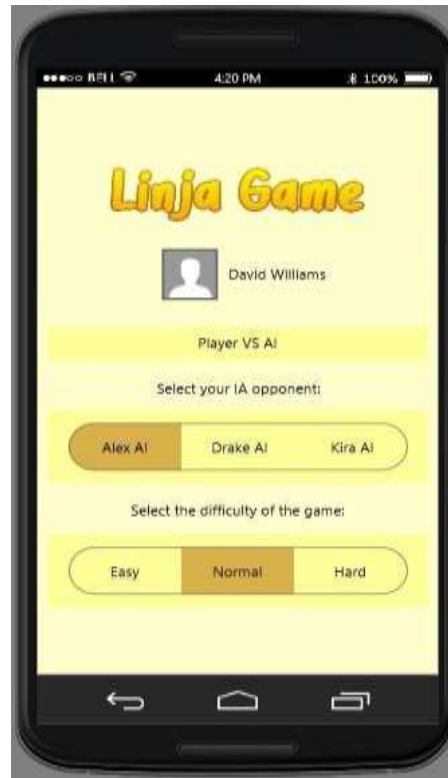 ●●●○○ BELL 4:20 PM 100%
Linja Game
David Williams
Player VS AI
Select your IA opponent:
Alex AI Drake AI Kira AI
Select the difficulty of the game:
Easy Normal Hard